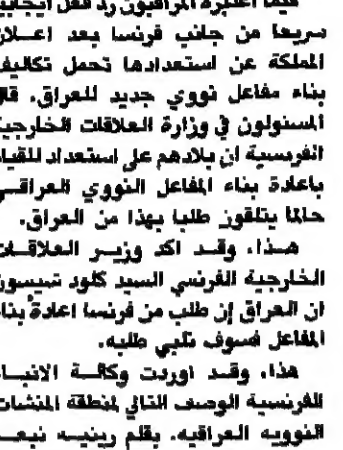 فيما اعتبره المراقبون رد فعل ايجابيا
سريعا من جانب فرنسا بعد اعلان
المملكة عن استعدادها تحمل تكاليف
بناء مفاعل نووي جديد للعراق. قال
المسئولون في وزارة العلاقات الخارجية
الفرنسية ان بلادهم على استعداد للقيام
باعادة بناء المفاعل النووي العراقي
حالما يتلقون طلبا بهذا من العراق.
هذا، وقد اكد وزير العلاقات
الخارجية الفرنسي السيد كلود شيسون
ان العراق إن طلب من فرنسا اعادة بناء
المفاعل فسوف تلبي طلبه.
هذا، وقد اوردت وكالة الانباء
الفرنسية الوصف التالي لمنطقة المنشات
النوويه العراقيه. بقلم رينيه